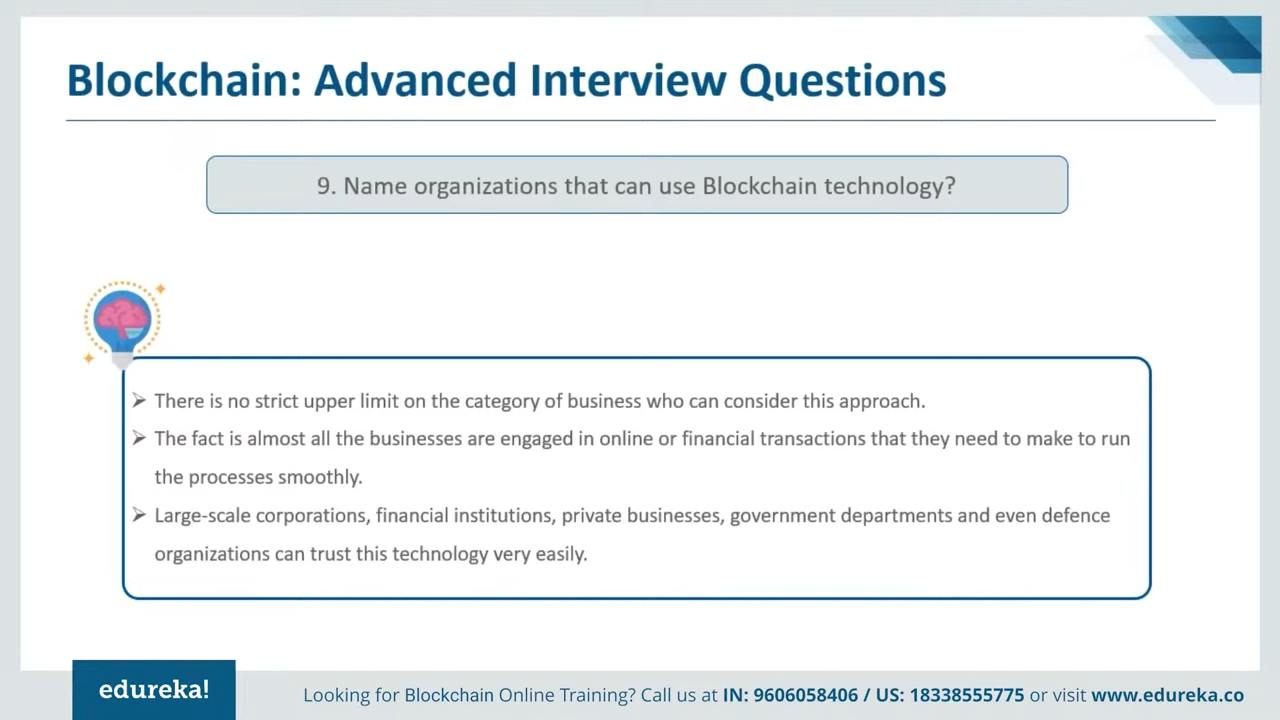 Blockchain: Advanced Interview Questions
9. Name organizations that can use Blockchain technology?
➢ There is no strict upper limit on the category of business who can consider this approach.
➢ The fact is almost all the businesses are engaged in online or financial transactions that they need to make to run
the processes smoothly.
➢ Large-scale corporations, financial institutions, private businesses, government departments and even defence
organizations can trust this technology very easily.
edureka!
Looking for Blockchain Online Training? Call us at IN: 9606058406 / US: 18338555775 or visit www.edureka.co